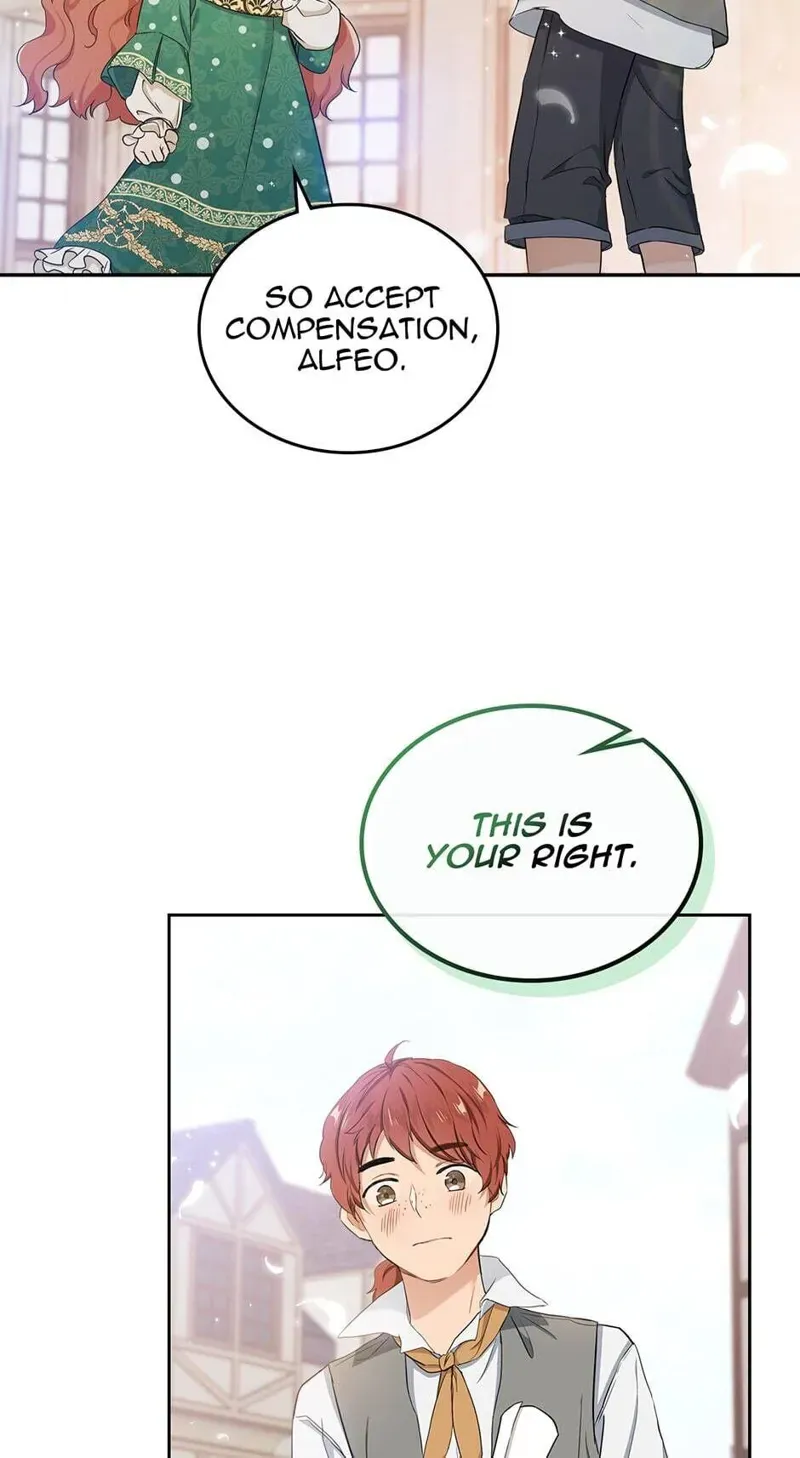 SO ACCEPT
COMPENSATION,
ALFEO.
THIS IS
YOUR RIGHT.